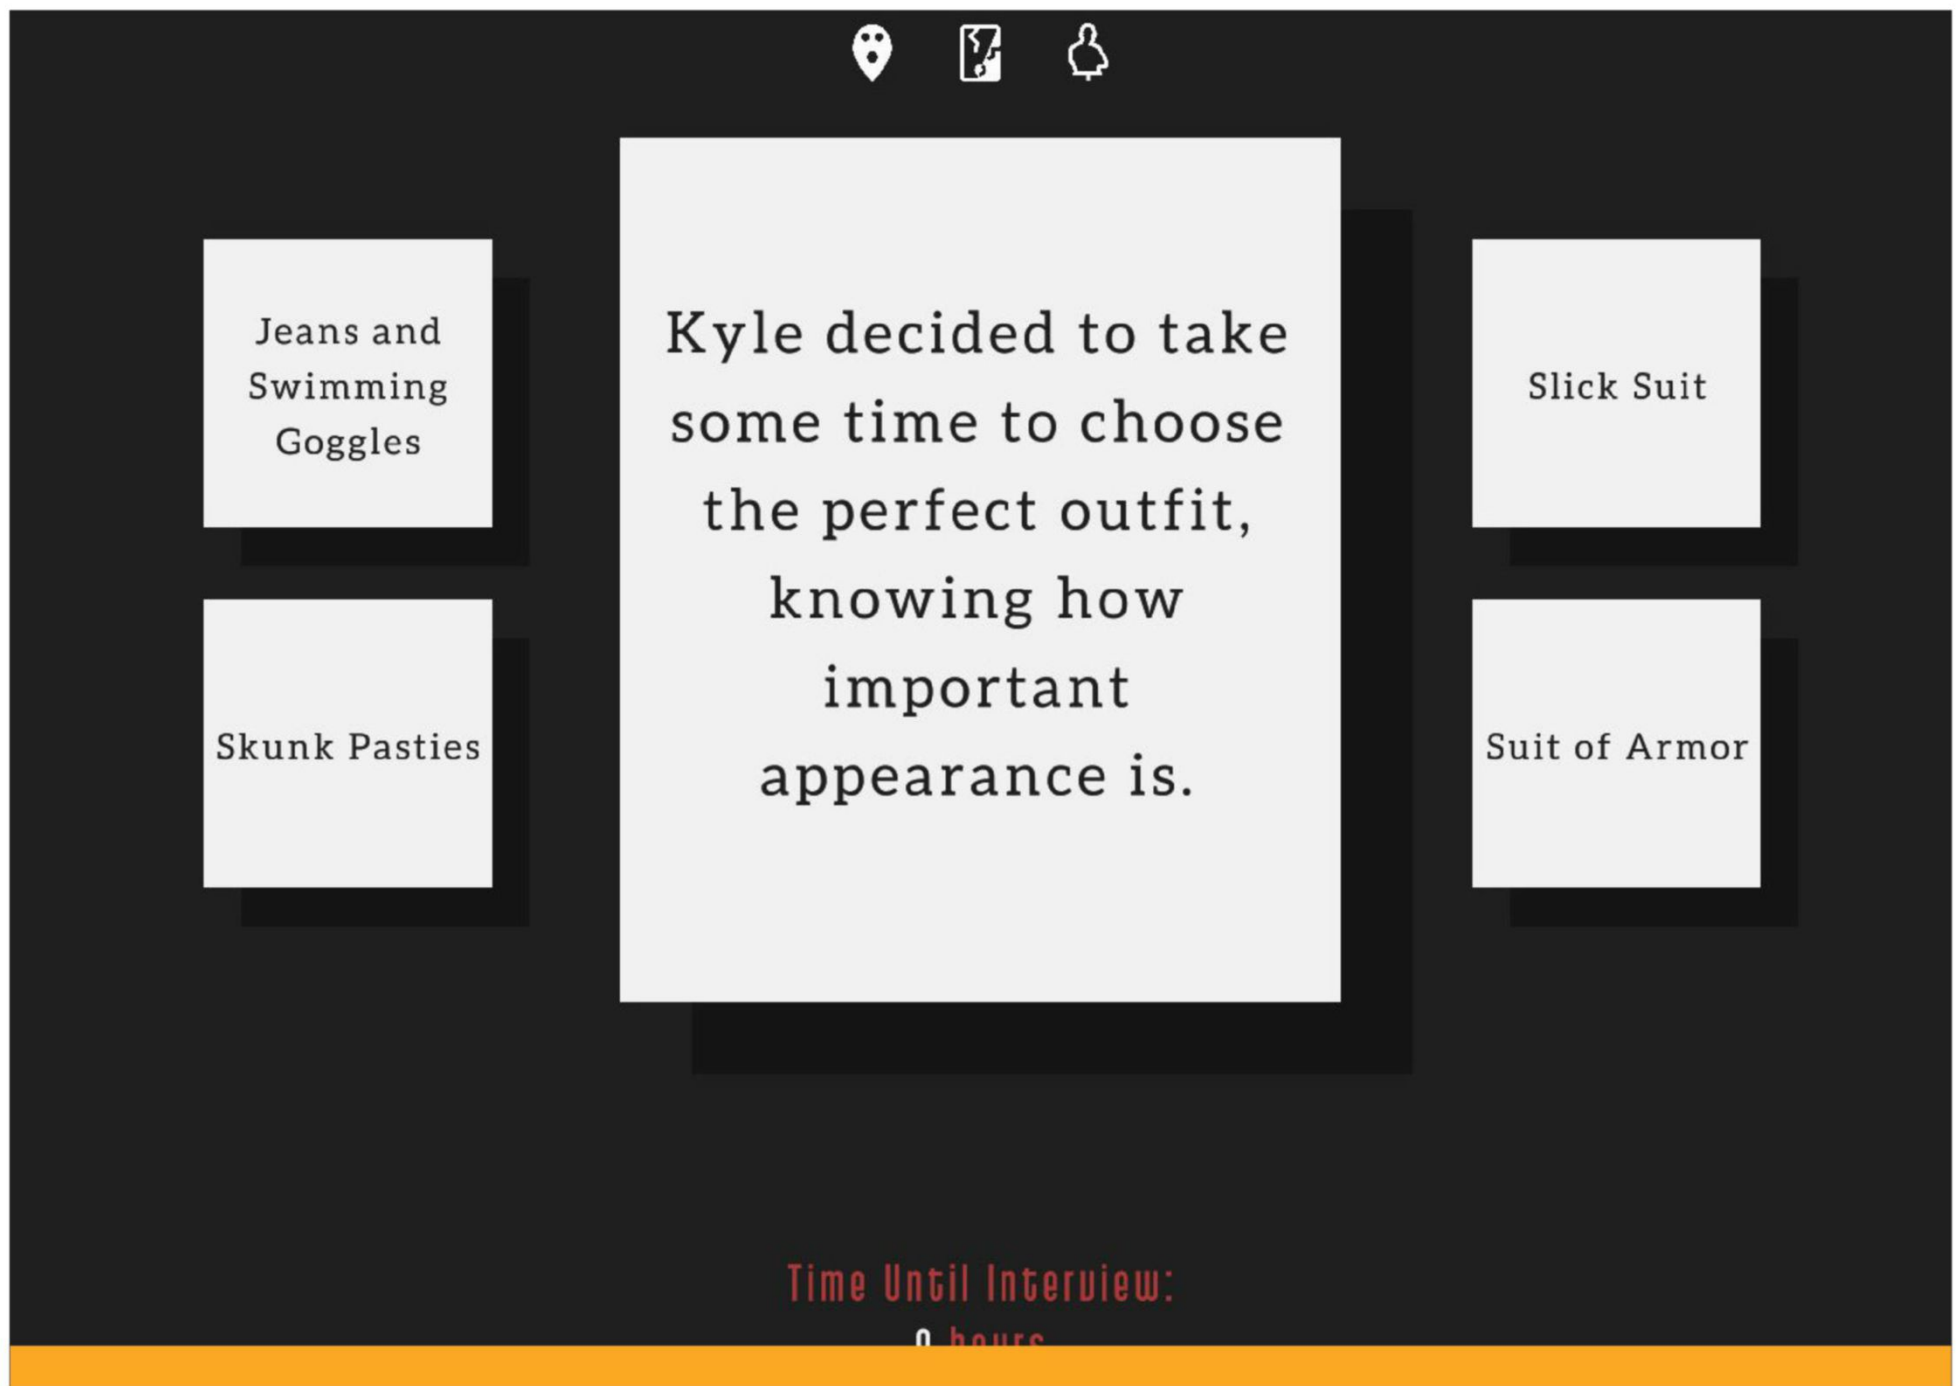 Jeans and
Swimming
Goggles
Skunk Pasties
Kyle decided to take
some time to choose
the perfect outfit,
knowing how
important
appearance is.
Slick Suit
Suit of Armor
Time Until Interview:
hours